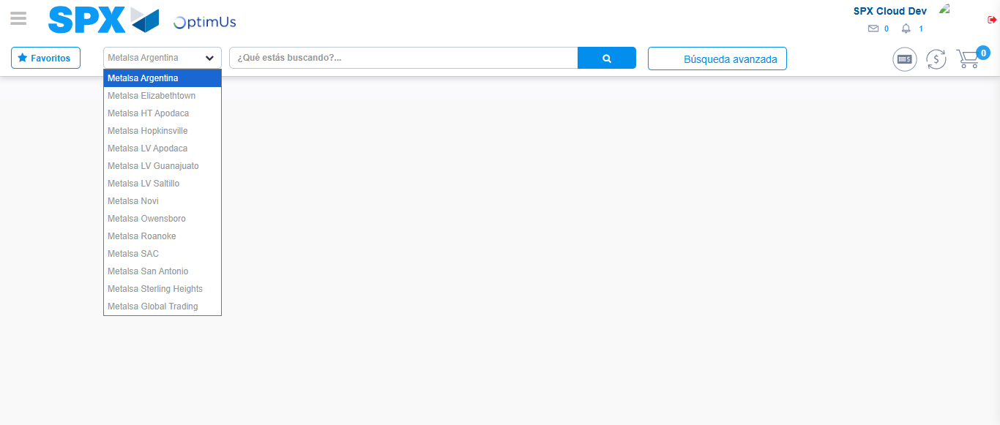 SPX
OptimUs
SPX Cloud Dev
0
1
Favoritos
Metalsa Argentina
¿Qué estás buscando?...
Búsqueda avanzada
$
$
0
Metalsa Argentina
Metalsa Elizabethtown
Metalsa HT Apodaca
Metalsa Hopkinsville
Metalsa LV Apodaca
Metalsa LV Guanajuato
Metalsa LV Saltillo
Metalsa Novi
Metalsa Owensboro
Metalsa Roanoke
Metalsa SAC
Metalsa San Antonio
Metalsa Sterling Heights
Metalsa Global Trading